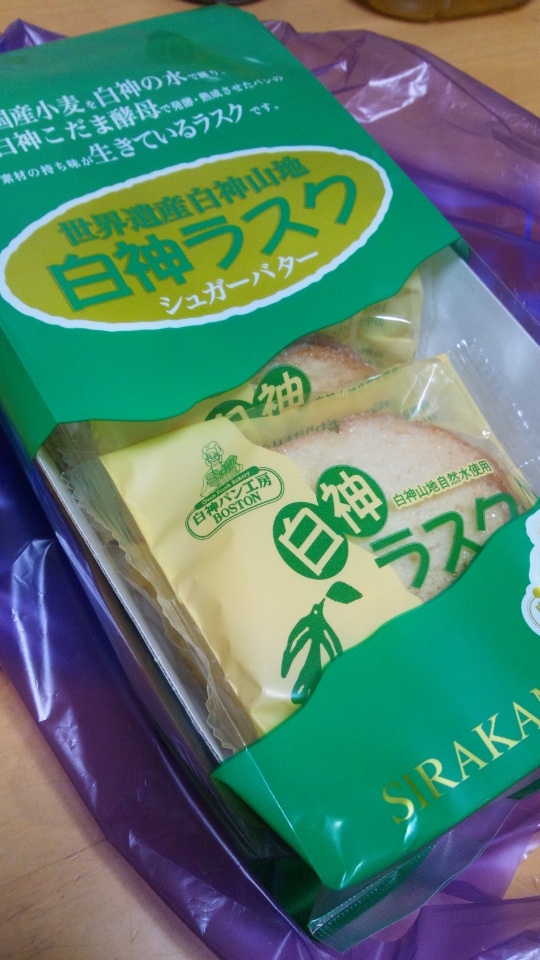 国産小麦を白神の水で練り、
白神こだま酵母で発酵・熟成させたパンの
素材の持ち味が生きているラスクです。
世界遺産白神山地
白神ラスク
シュガーバター
白神
白神パン工房
BOSTON
白神
白神山地自然水使用
ラスク
SIRAKA